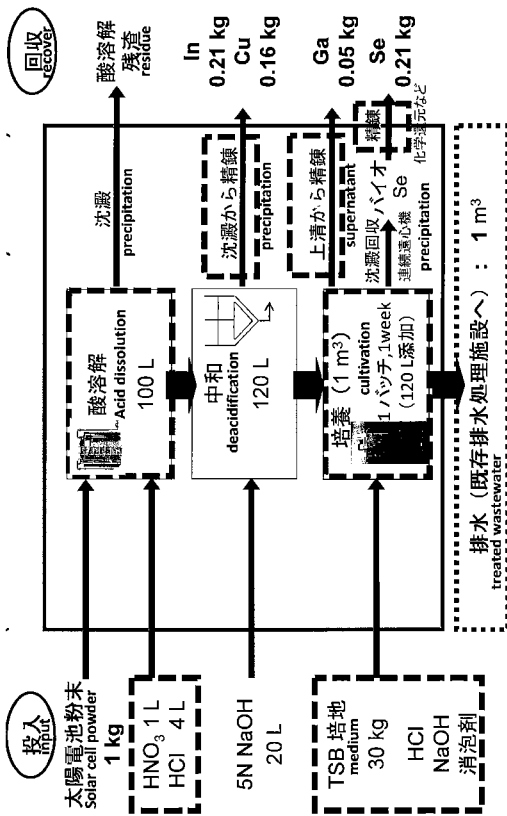 投入
input
太陽電池粉末
Solar cell powder
1 kg
HNO3 1 L
HCl 4 L
5N NaOH
20 L
TSB 培地
medium
30 kg
HCl
NaOH
消泡剤
酸溶解
Acid dissolution
100 L
中和
deacidification
120 L
培養 (1 m3)
cultivation
1 バッチ,1week
(120 L添加)
沈澱
precipitation
沈澱から精錬
precipitation
上清から精錬
supernatant
沈澱回収 バイオ
Se
連続遠心機
precipitation
精錬
化学還元など
回収
recover
酸溶解
残渣
residue
In
0.21 kg
Cu
0.16 kg
Ga
0.05 kg
Se
0.21 kg
排水 (既存排水処理施設へ) : 1 m3
treated wastewater